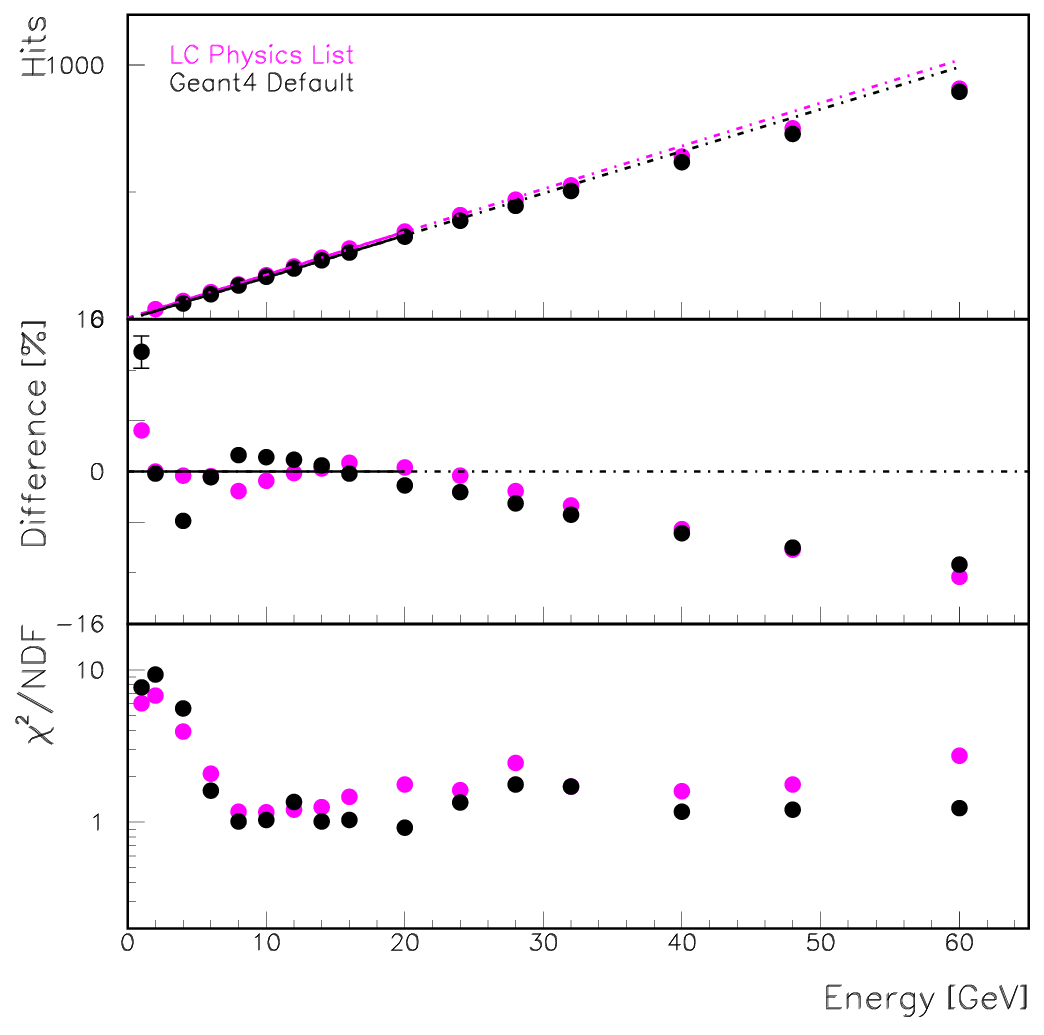 Hits
1000
LC Physics List
Geant4 Default
Difference [%]
16
0
-16
χ²/NDF
10
1
0 10 20 30 40 50 60
Energy [GeV]